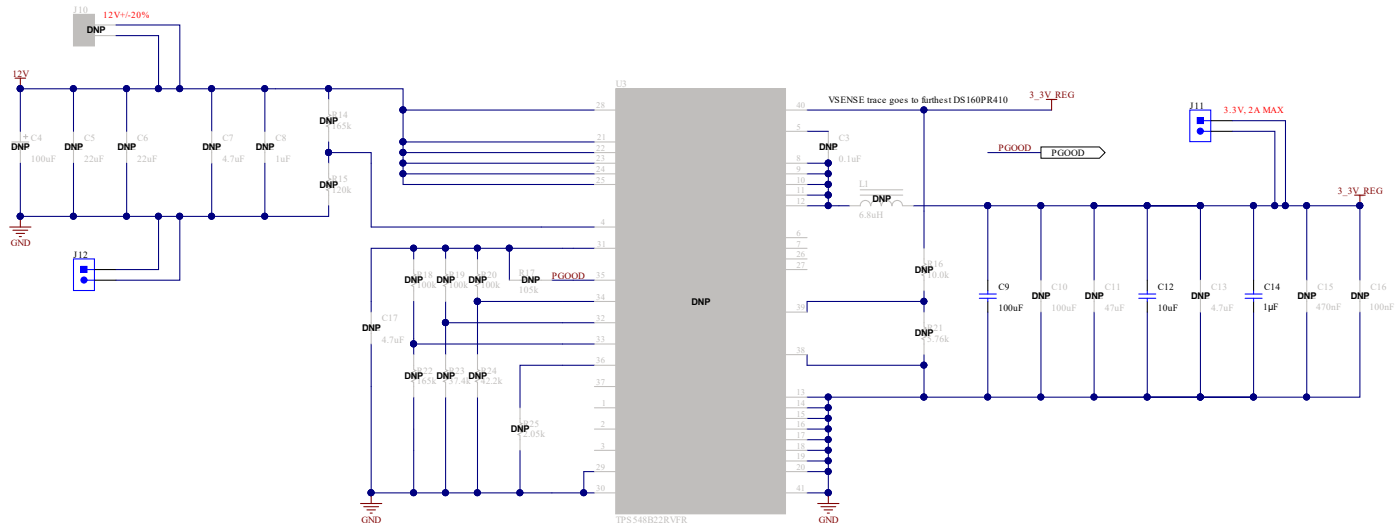 J10
12V+/-20%
DNP
12V
C4
DNP
100uF
C5
DNP
22uF
C6
DNP
22uF
C7
DNP
4.7uF
C8
DNP
1uF
R14
DNP
165k
R15
DNP
120k
GND
J12
U3
28
21
22
23
24
25
4
31
35
34
32
33
36
37
1
2
3
29
30
DNP
TPS548B22RVFR
R18
DNP
100k
R19
DNP
100k
R20
DNP
100k
R17
DNP
105k
PGOOD
C17
DNP
4.7uF
R22
DNP
165k
R23
DNP
37.4k
R24
DNP
42.2k
R25
DNP
2.05k
GND
40
5
8
9
10
11
12
6
7
26
27
39
38
13
14
15
16
17
18
19
20
41
VSENSE trace goes to furthest DS160PR410
3_3V_REG
C3
DNP
0.1uF
L1
DNP
6.8uH
PGOOD
PGOOD
J11
3.3V, 2A MAX
3_3V_REG
R16
DNP
10.0k
R21
DNP
5.76k
C9
100uF
C10
DNP
100uF
C11
DNP
47uF
C12
10uF
C13
DNP
4.7uF
C14
1µF
C15
DNP
470nF
C16
DNP
100nF
GND